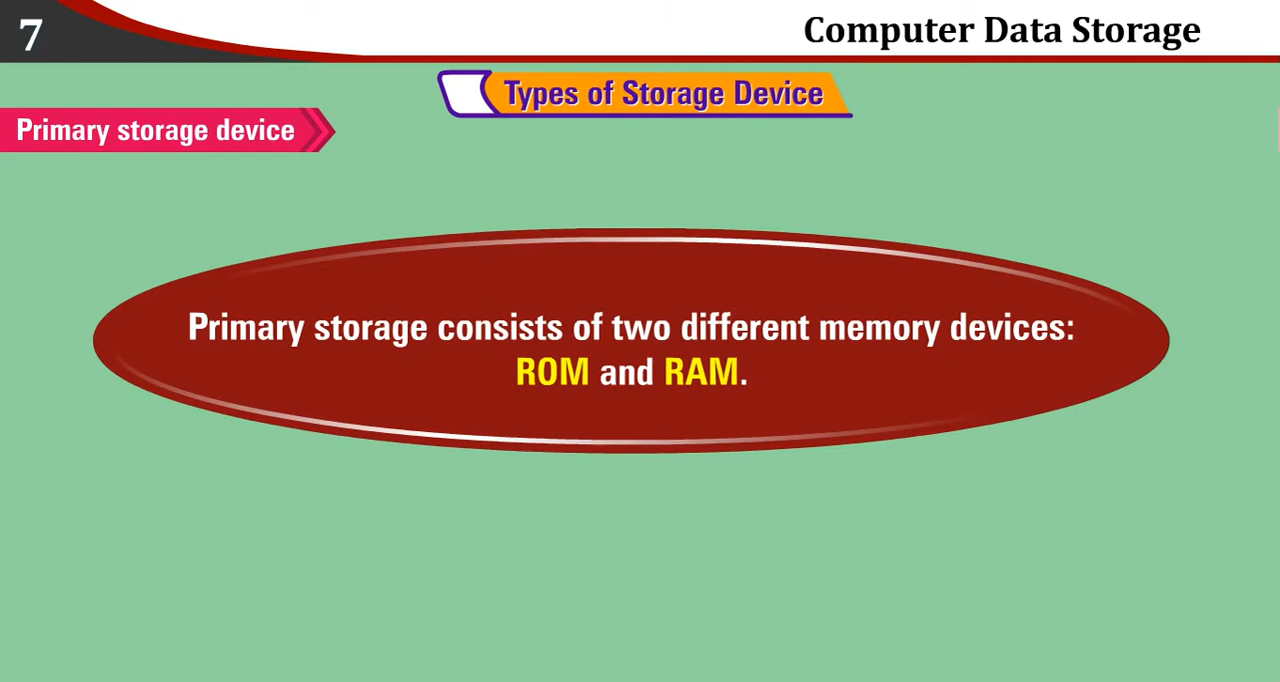 7
Computer Data Storage
Types of Storage Device
Primary storage device
Primary storage consists of two different memory devices:
ROM and RAM.